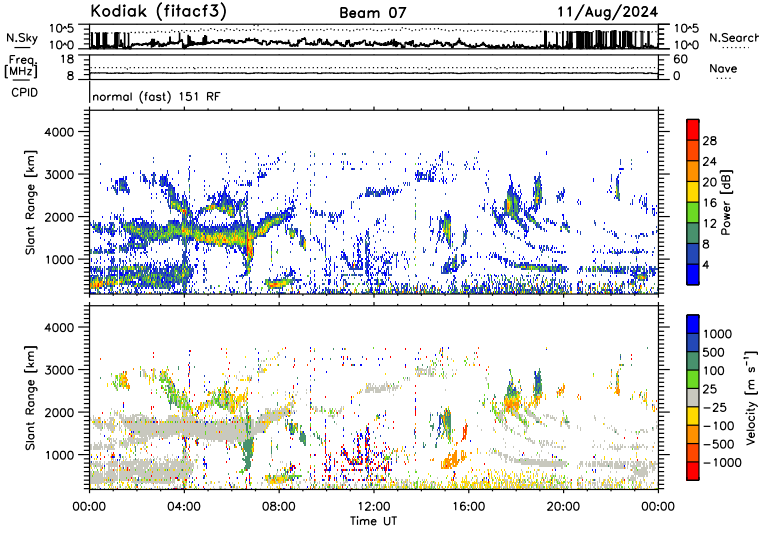 Kodiak (fitacf3) Beam 07 11/Aug/2024
10^5 10^5
N.Sky N.Search
10^0 10^0
Freq. 18 60
[MHz] Nave
8 0
CPID normal (fast) 151 RF
4000
3000
2000
1000
Slant Range [km]
28
24
20
16
12
8
4
Power [dB]
4000
3000
2000
1000
Slant Range [km]
1000
500
100
25
-25
-100
-500
-1000
Velocity [m s^-1]
00:00 04:00 08:00 12:00 16:00 20:00 00:00
Time UT